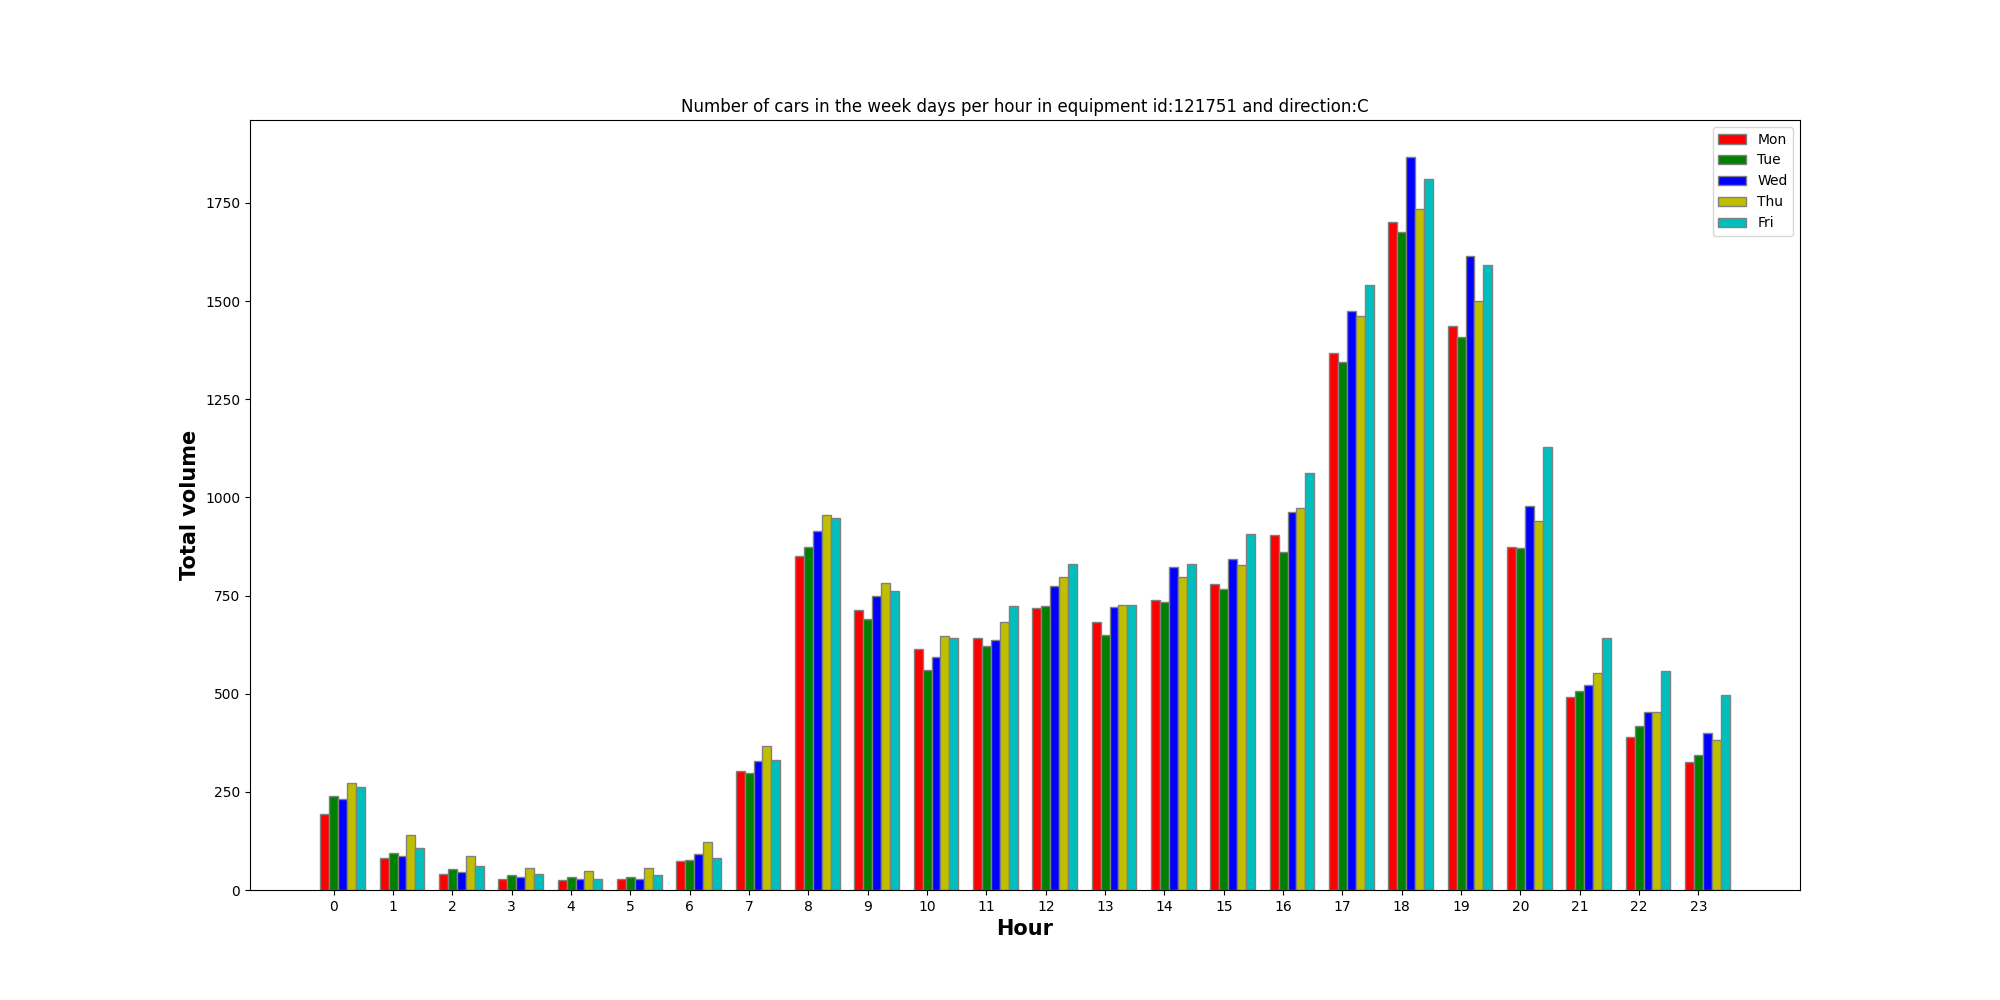 Number of cars in the week days per hour in equipment id:121751 and direction:C
Mon
Tue
Wed
Thu
Fri
Total volume
1750
1500
1250
1000
750
500
250
0
0 1 2 3 4 5 6 7 8 9 10 11 12 13 14 15 16 17 18 19 20 21 22 23
Hour